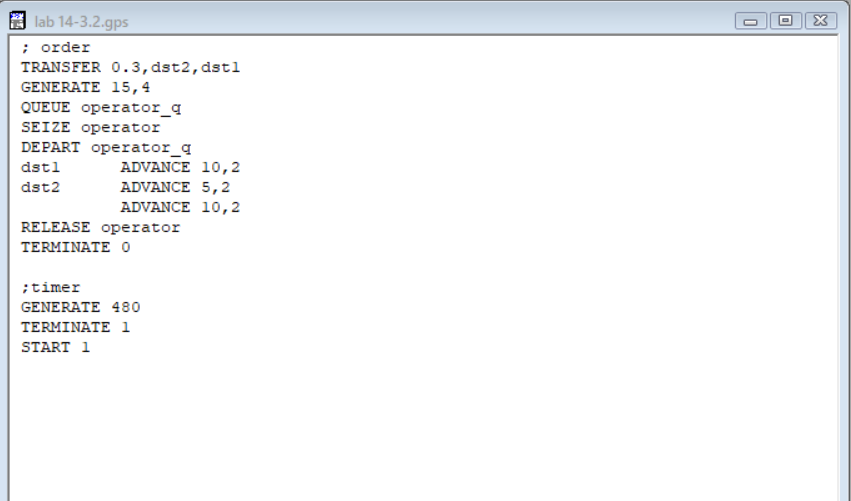 lab 14-3.2.gps
; order
TRANSFER 0.3,dst2,dst1
GENERATE 15,4
QUEUE operator_q
SEIZE operator
DEPART operator_q
dst1 ADVANCE 10,2
dst2 ADVANCE 5,2
ADVANCE 10,2
RELEASE operator
TERMINATE 0
;timer
GENERATE 480
TERMINATE 1
START 1